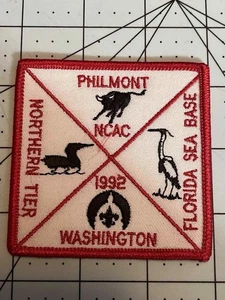 PHILMONT
NCAC
NORTHERN TIER
FLORIDA SEA BASE
1992
WASHINGTON